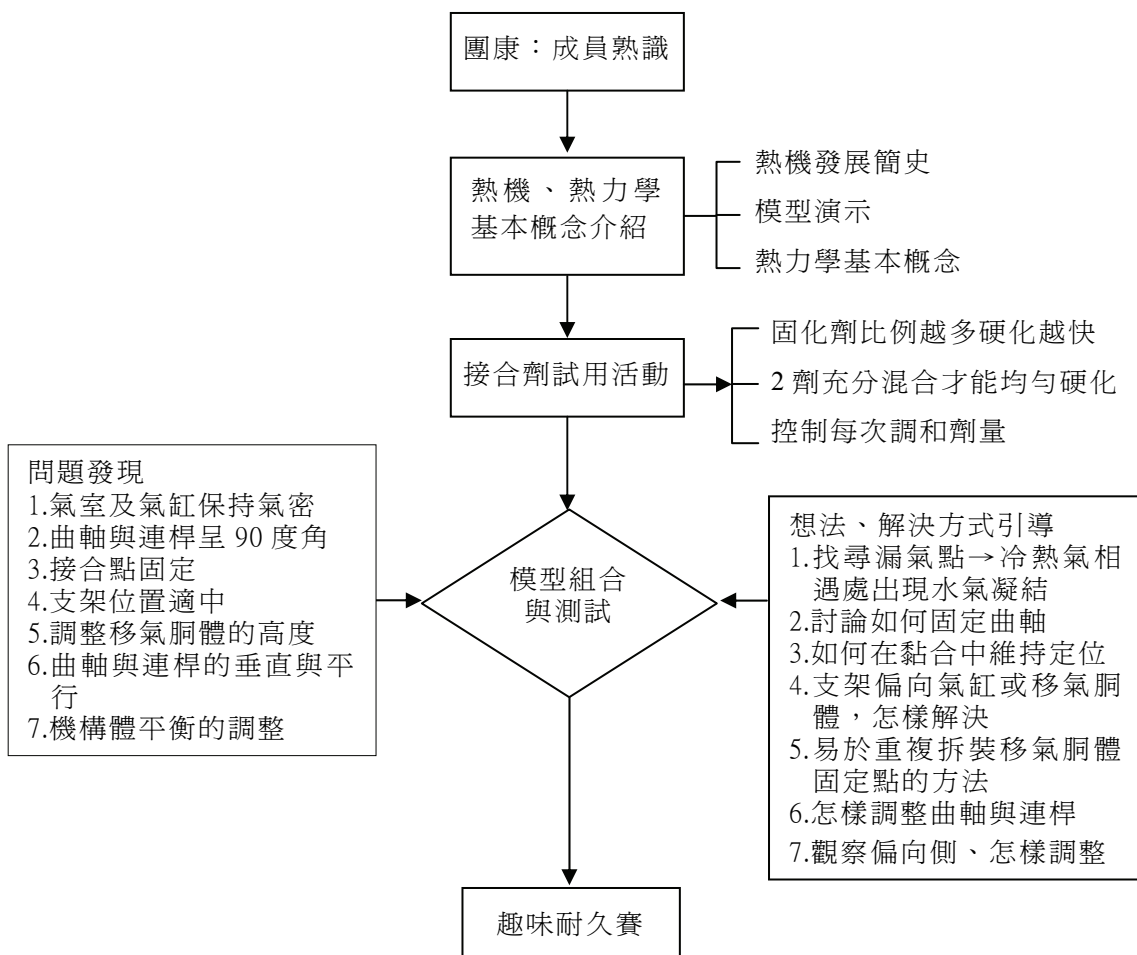 團康：成員熟識
熱機、熱力學
基本概念介紹
熱機發展簡史
模型演示
熱力學基本概念
接合劑試用活動
固化劑比例越多硬化越快
2 劑充分混合才能均勻硬化
控制每次調和劑量
問題發現
1.氣室及氣缸保持氣密
2.曲軸與連桿呈 90 度角
3.接合點固定
4.支架位置適中
5.調整移氣胴體的高度
6.曲軸與連桿的垂直與平
行
7.機構體平衡的調整
模型組合
與測試
想法、解決方式引導
1.找尋漏氣點→冷熱氣相
遇處出現水氣凝結
2.討論如何固定曲軸
3.如何在黏合中維持定位
4.支架偏向氣缸或移氣胴
體，怎樣解決
5.易於重複拆裝移氣胴體
固定點的方法
6.怎樣調整曲軸與連桿
7.觀察偏向側、怎樣調整
趣味耐久賽